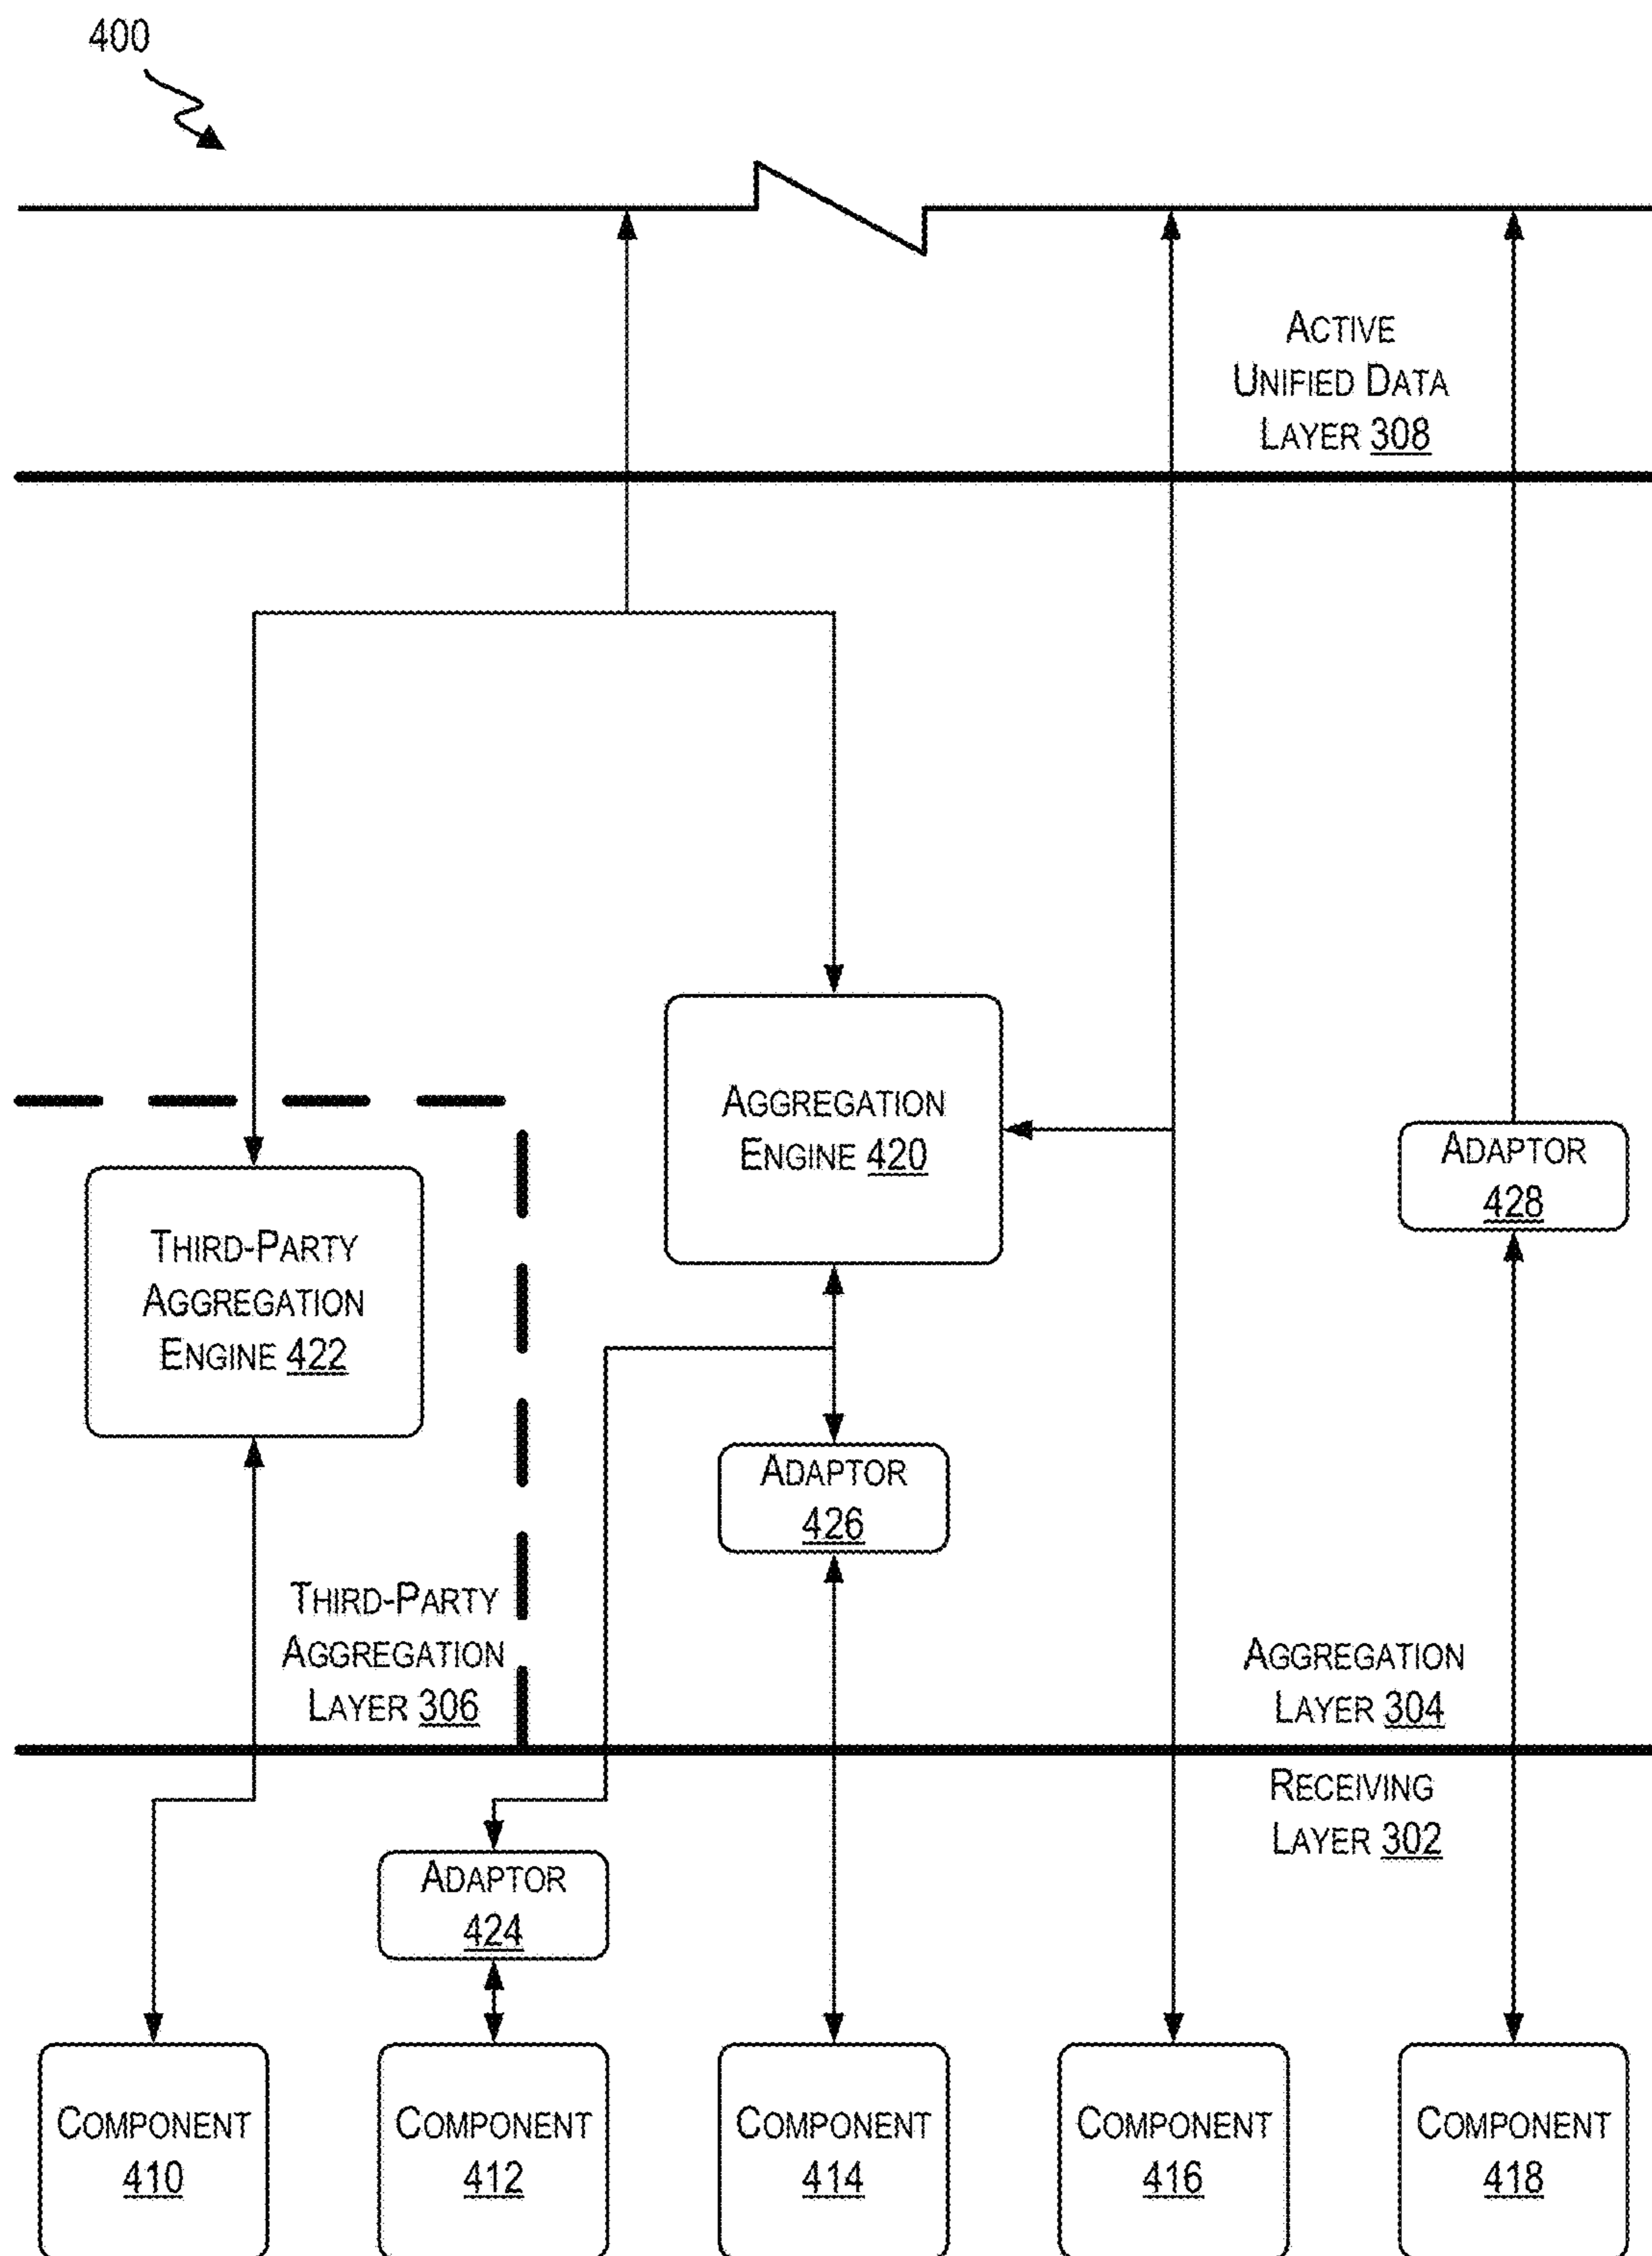 400
ACTIVE
UNIFIED DATA
LAYER 308
AGGREGATION
ENGINE 420
ADAPTOR
428
THIRD-PARTY
AGGREGATION
ENGINE 422
ADAPTOR
426
THIRD-PARTY
AGGREGATION
LAYER 306
AGGREGATION
LAYER 304
RECEIVING
LAYER 302
ADAPTOR
424
COMPONENT
410
COMPONENT
412
COMPONENT
414
COMPONENT
416
COMPONENT
418